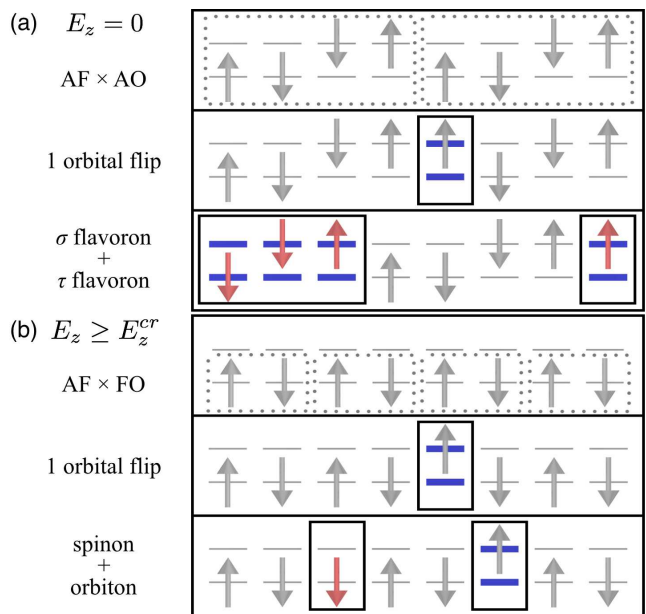 (a) E_z = 0
AF × AO
1 orbital flip
σ flavoron
+
τ flavoron
(b) E_z ≥ E_z^{cr}
AF × FO
1 orbital flip
spinon
+
orbiton